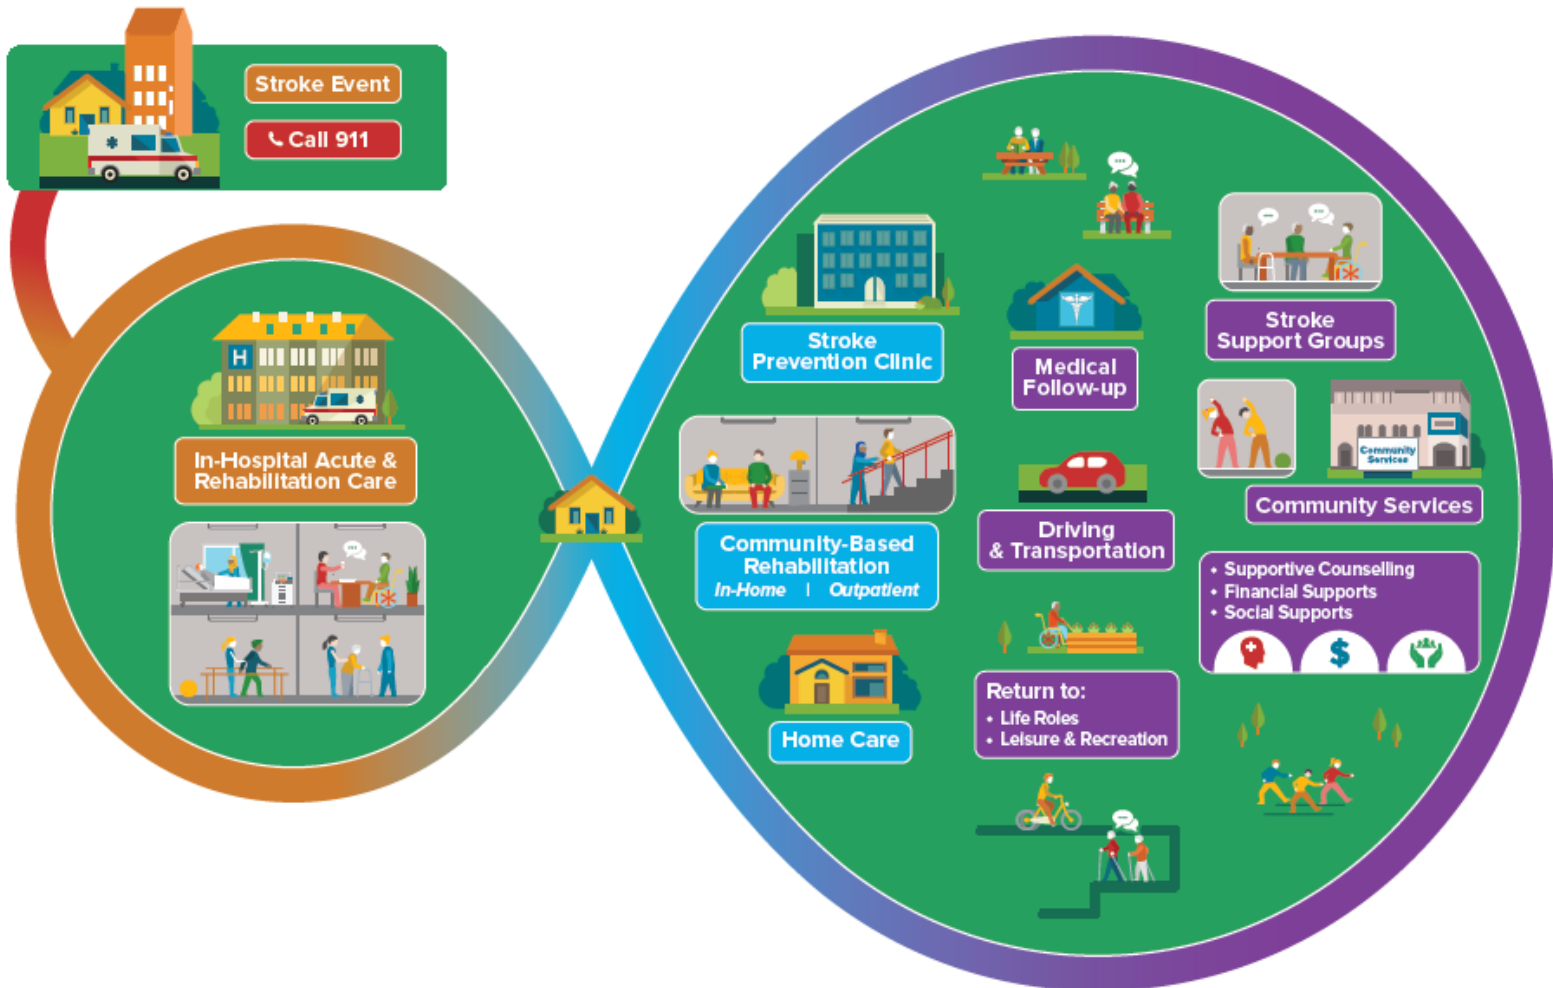 Stroke Event
Call 911
H
In-Hospital Acute &
Rehabilitation Care
Stroke
Prevention Clinic
Community-Based
Rehabilitation
In-Home | Outpatient
Home Care
Medical
Follow-up
Driving
& Transportation
Return to:
• Life Roles
• Leisure & Recreation
Stroke
Support Groups
Community
Services
Community Services
• Supportive Counselling
• Financial Supports
• Social Supports
$